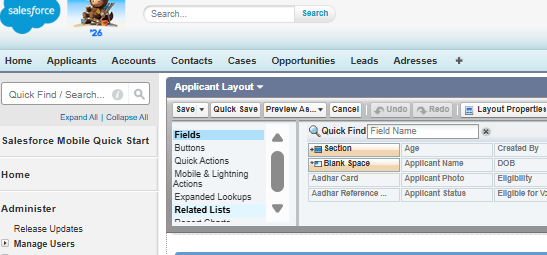 salesforce
'26
Search...
Search
Home Applicants Accounts Contacts Cases Opportunities Leads Adresses +
Quick Find / Search...
Expand All | Collapse All
Salesforce Mobile Quick Start
Home
Administer
Release Updates
Manage Users
Applicant Layout
Save Quick Save Preview As... Cancel Undo Redo Layout Properties
Fields
Buttons
Quick Actions
Mobile & Lightning
Actions
Expanded Lookups
Related Lists
Report Charts
Quick Find Field Name
Section Age Created By
Blank Space Applicant Name DOB
Aadhar Card Applicant Photo Eligibility
Aadhar Reference ... Applicant Status Eligible for